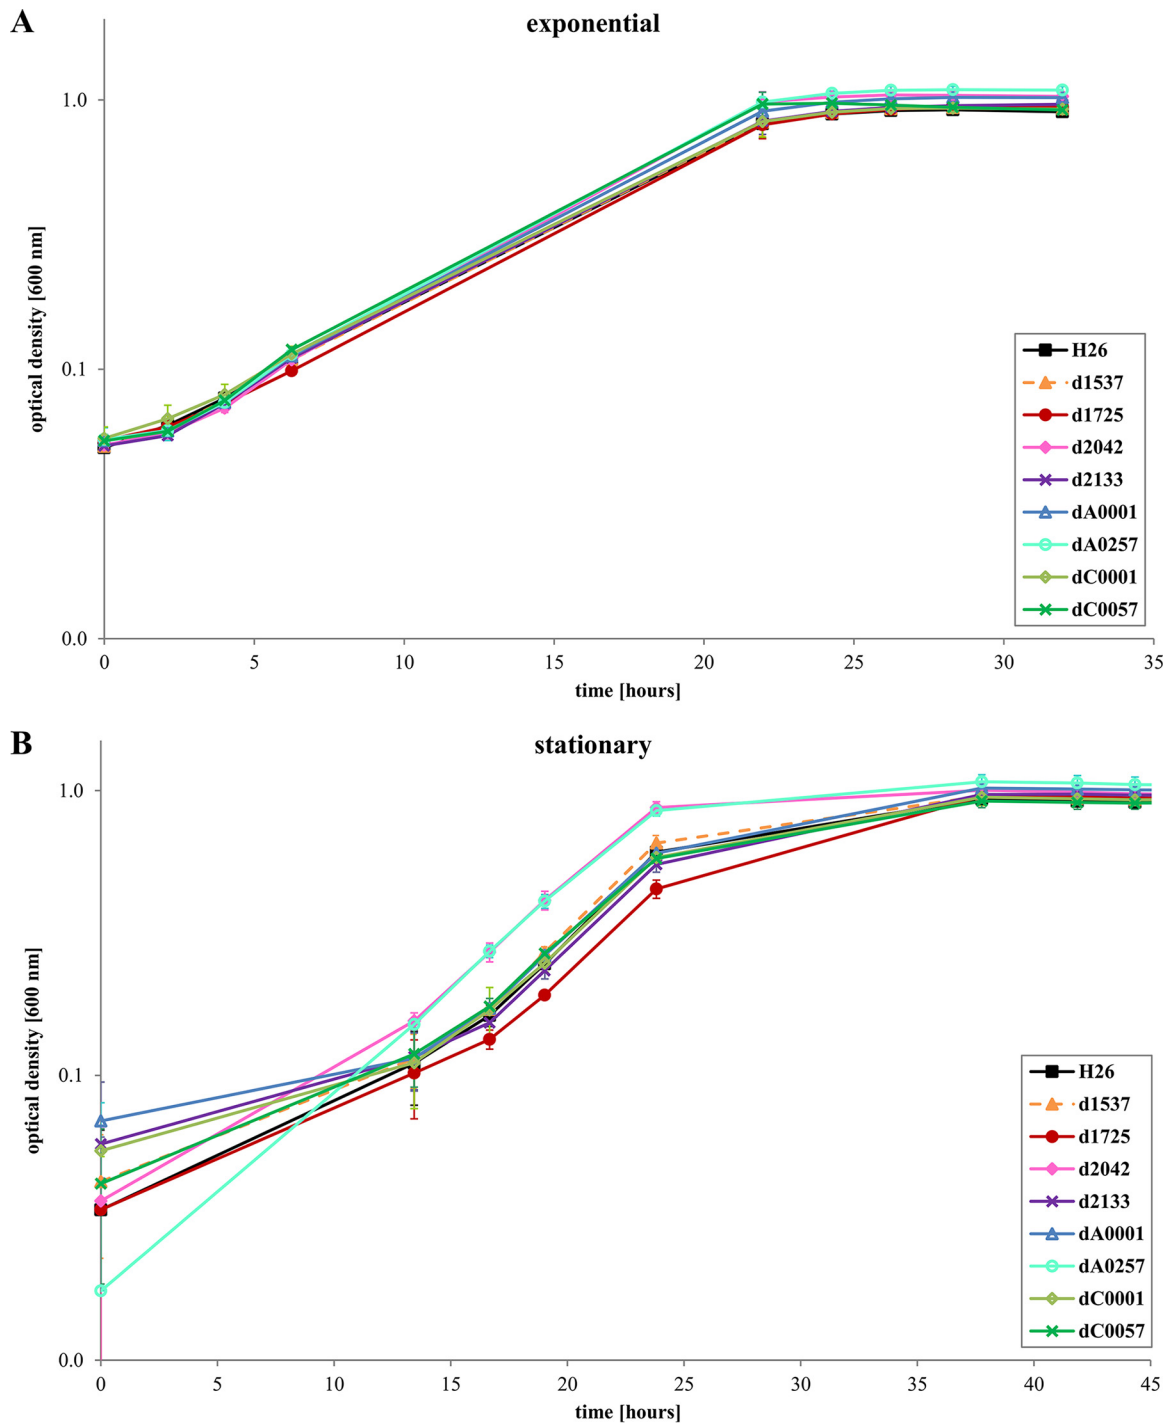 A
exponential
1.0
0.1
0.0
optical density [600 nm]
0 5 10 15 20 25 30 35
time [hours]
H26
d1537
d1725
d2042
d2133
dA0001
dA0257
dC0001
dC0057
B
stationary
1.0
0.1
0.0
optical density [600 nm]
0 5 10 15 20 25 30 35 40 45
time [hours]
H26
d1537
d1725
d2042
d2133
dA0001
dA0257
dC0001
dC0057